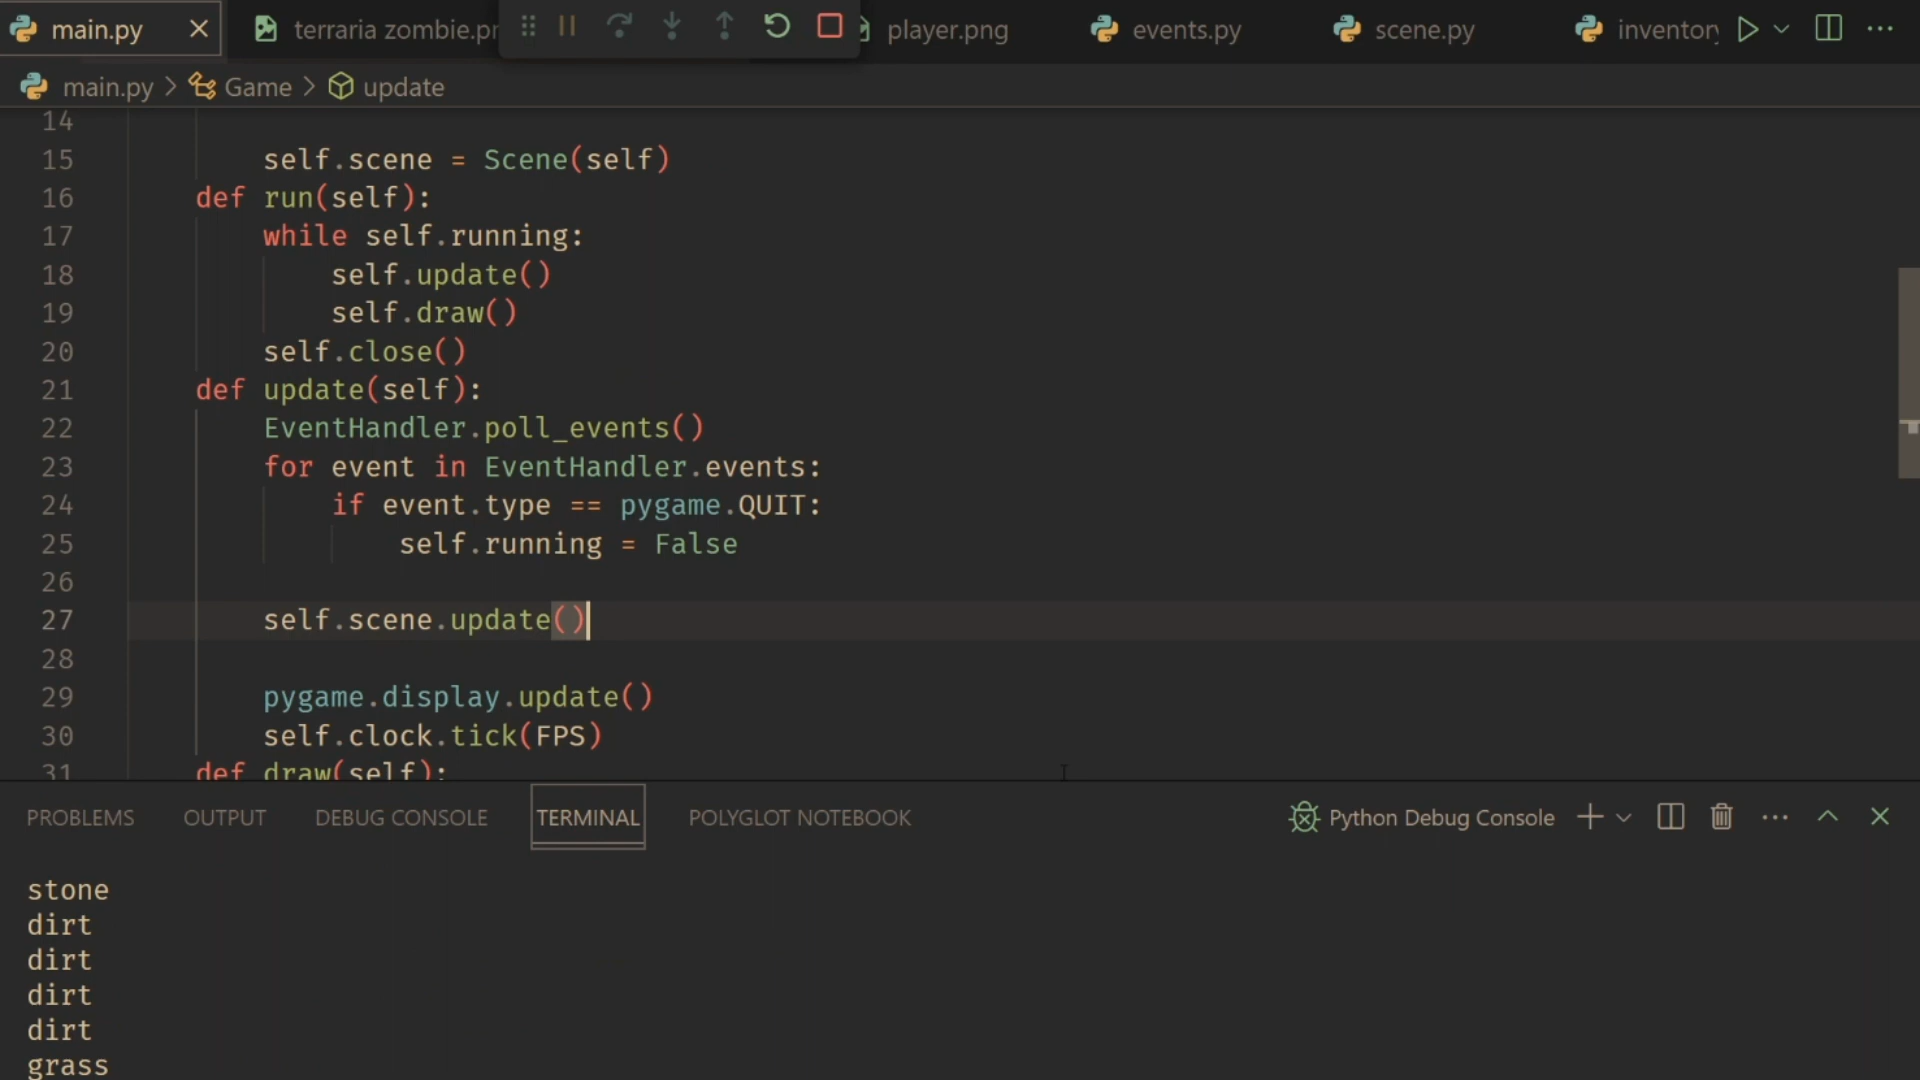 main.py
terraria zombie.pr
player.png
events.py
scene.py
inventory
main.py > Game > update
14
15 self.scene = Scene(self)
16 def run(self):
17 while self.running:
18 self.update()
19 self.draw()
20 self.close()
21 def update(self):
22 EventHandler.poll_events()
23 for event in EventHandler.events:
24 if event.type == pygame.QUIT:
25 self.running = False
26
27 self.scene.update()
28
29 pygame.display.update()
30 self.clock.tick(FPS)
31 def draw(self):
PROBLEMS OUTPUT DEBUG CONSOLE TERMINAL POLYGLOT NOTEBOOK Python Debug Console
stone
dirt
dirt
dirt
dirt
grass